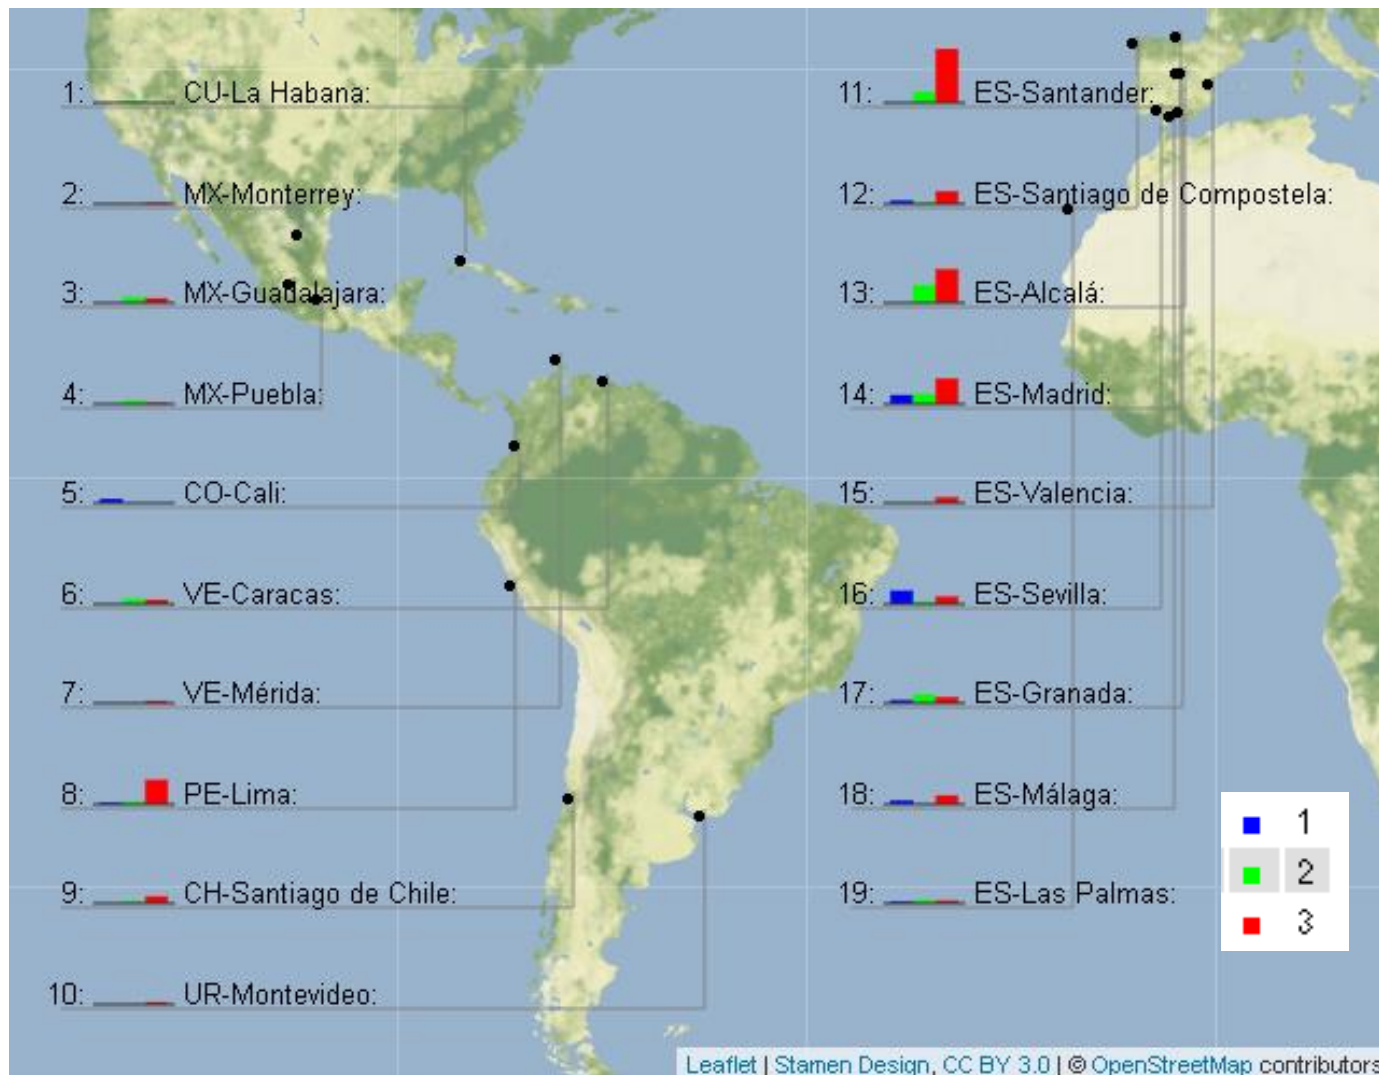 1: CU-La Habana:
2: MX-Monterrey:
3: MX-Guadalajara:
4: MX-Puebla:
5: CO-Cali:
6: VE-Caracas:
7: VE-Mérida:
8: PE-Lima:
9: CH-Santiago de Chile:
10: UR-Montevideo:
11: ES-Santander:
12: ES-Santiago de Compostela:
13: ES-Alcalá:
14: ES-Madrid:
15: ES-Valencia:
16: ES-Sevilla:
17: ES-Granada:
18: ES-Málaga:
19: ES-Las Palmas:
1
2
3
Leaflet | Stamen Design, CC BY 3.0 | © OpenStreetMap contributors